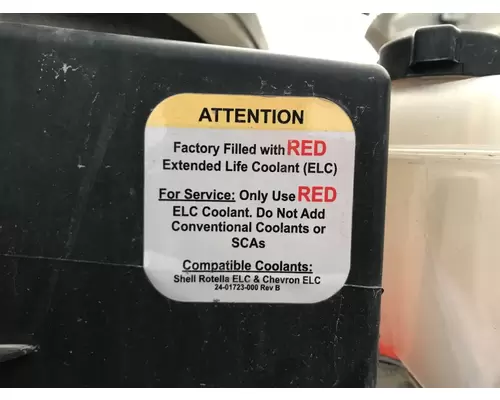 ATTENTION
Factory Filled with RED
Extended Life Coolant (ELC)
For Service: Only Use RED
ELC Coolant. Do Not Add
Conventional Coolants or
SCAs
Compatible Coolants:
Shell Rotella ELC & Chevron ELC
24-01723-000 Rev B